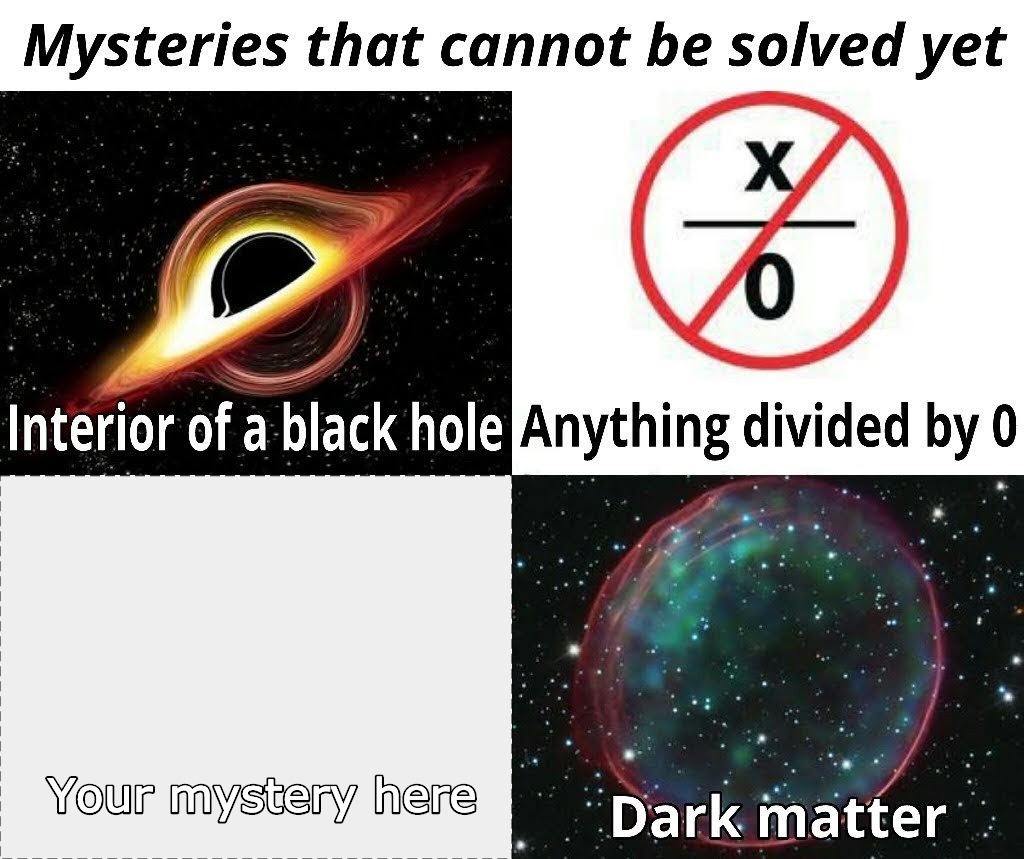 Mysteries that cannot be solved yet
x
0
Interior of a black hole
Anything divided by 0
Your mystery here
Dark matter